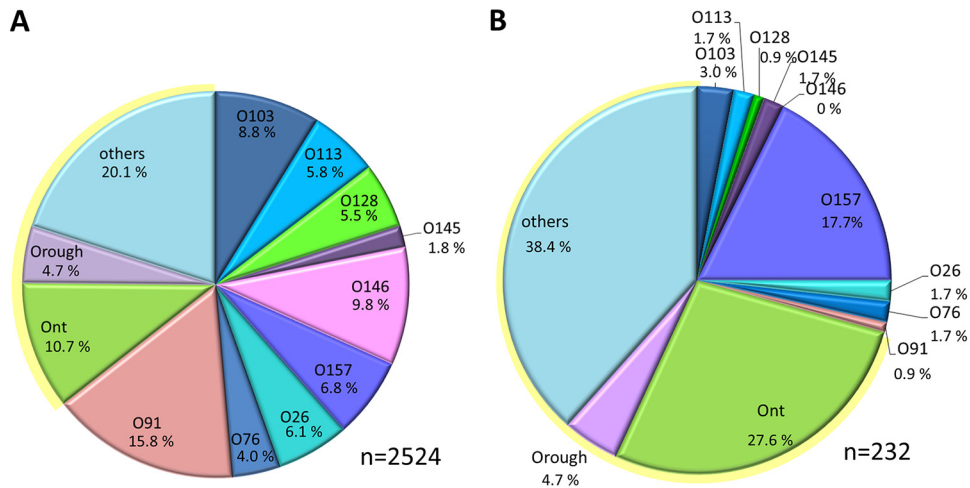 A
O103
8.8 %
O113
5.8 %
O128
5.5 %
O145
1.8 %
O146
9.8 %
O157
6.8 %
O26
6.1 %
O76
4.0 %
O91
15.8 %
Ont
10.7 %
Orough
4.7 %
others
20.1 %
n=2524
B
O113
1.7 %
O103
3.0 %
O128
0.9 %
O145
1.7 %
O146
0 %
O157
17.7%
O26
1.7 %
O76
1.7 %
O91
0.9 %
Ont
27.6 %
Orough
4.7 %
others
38.4 %
n=232